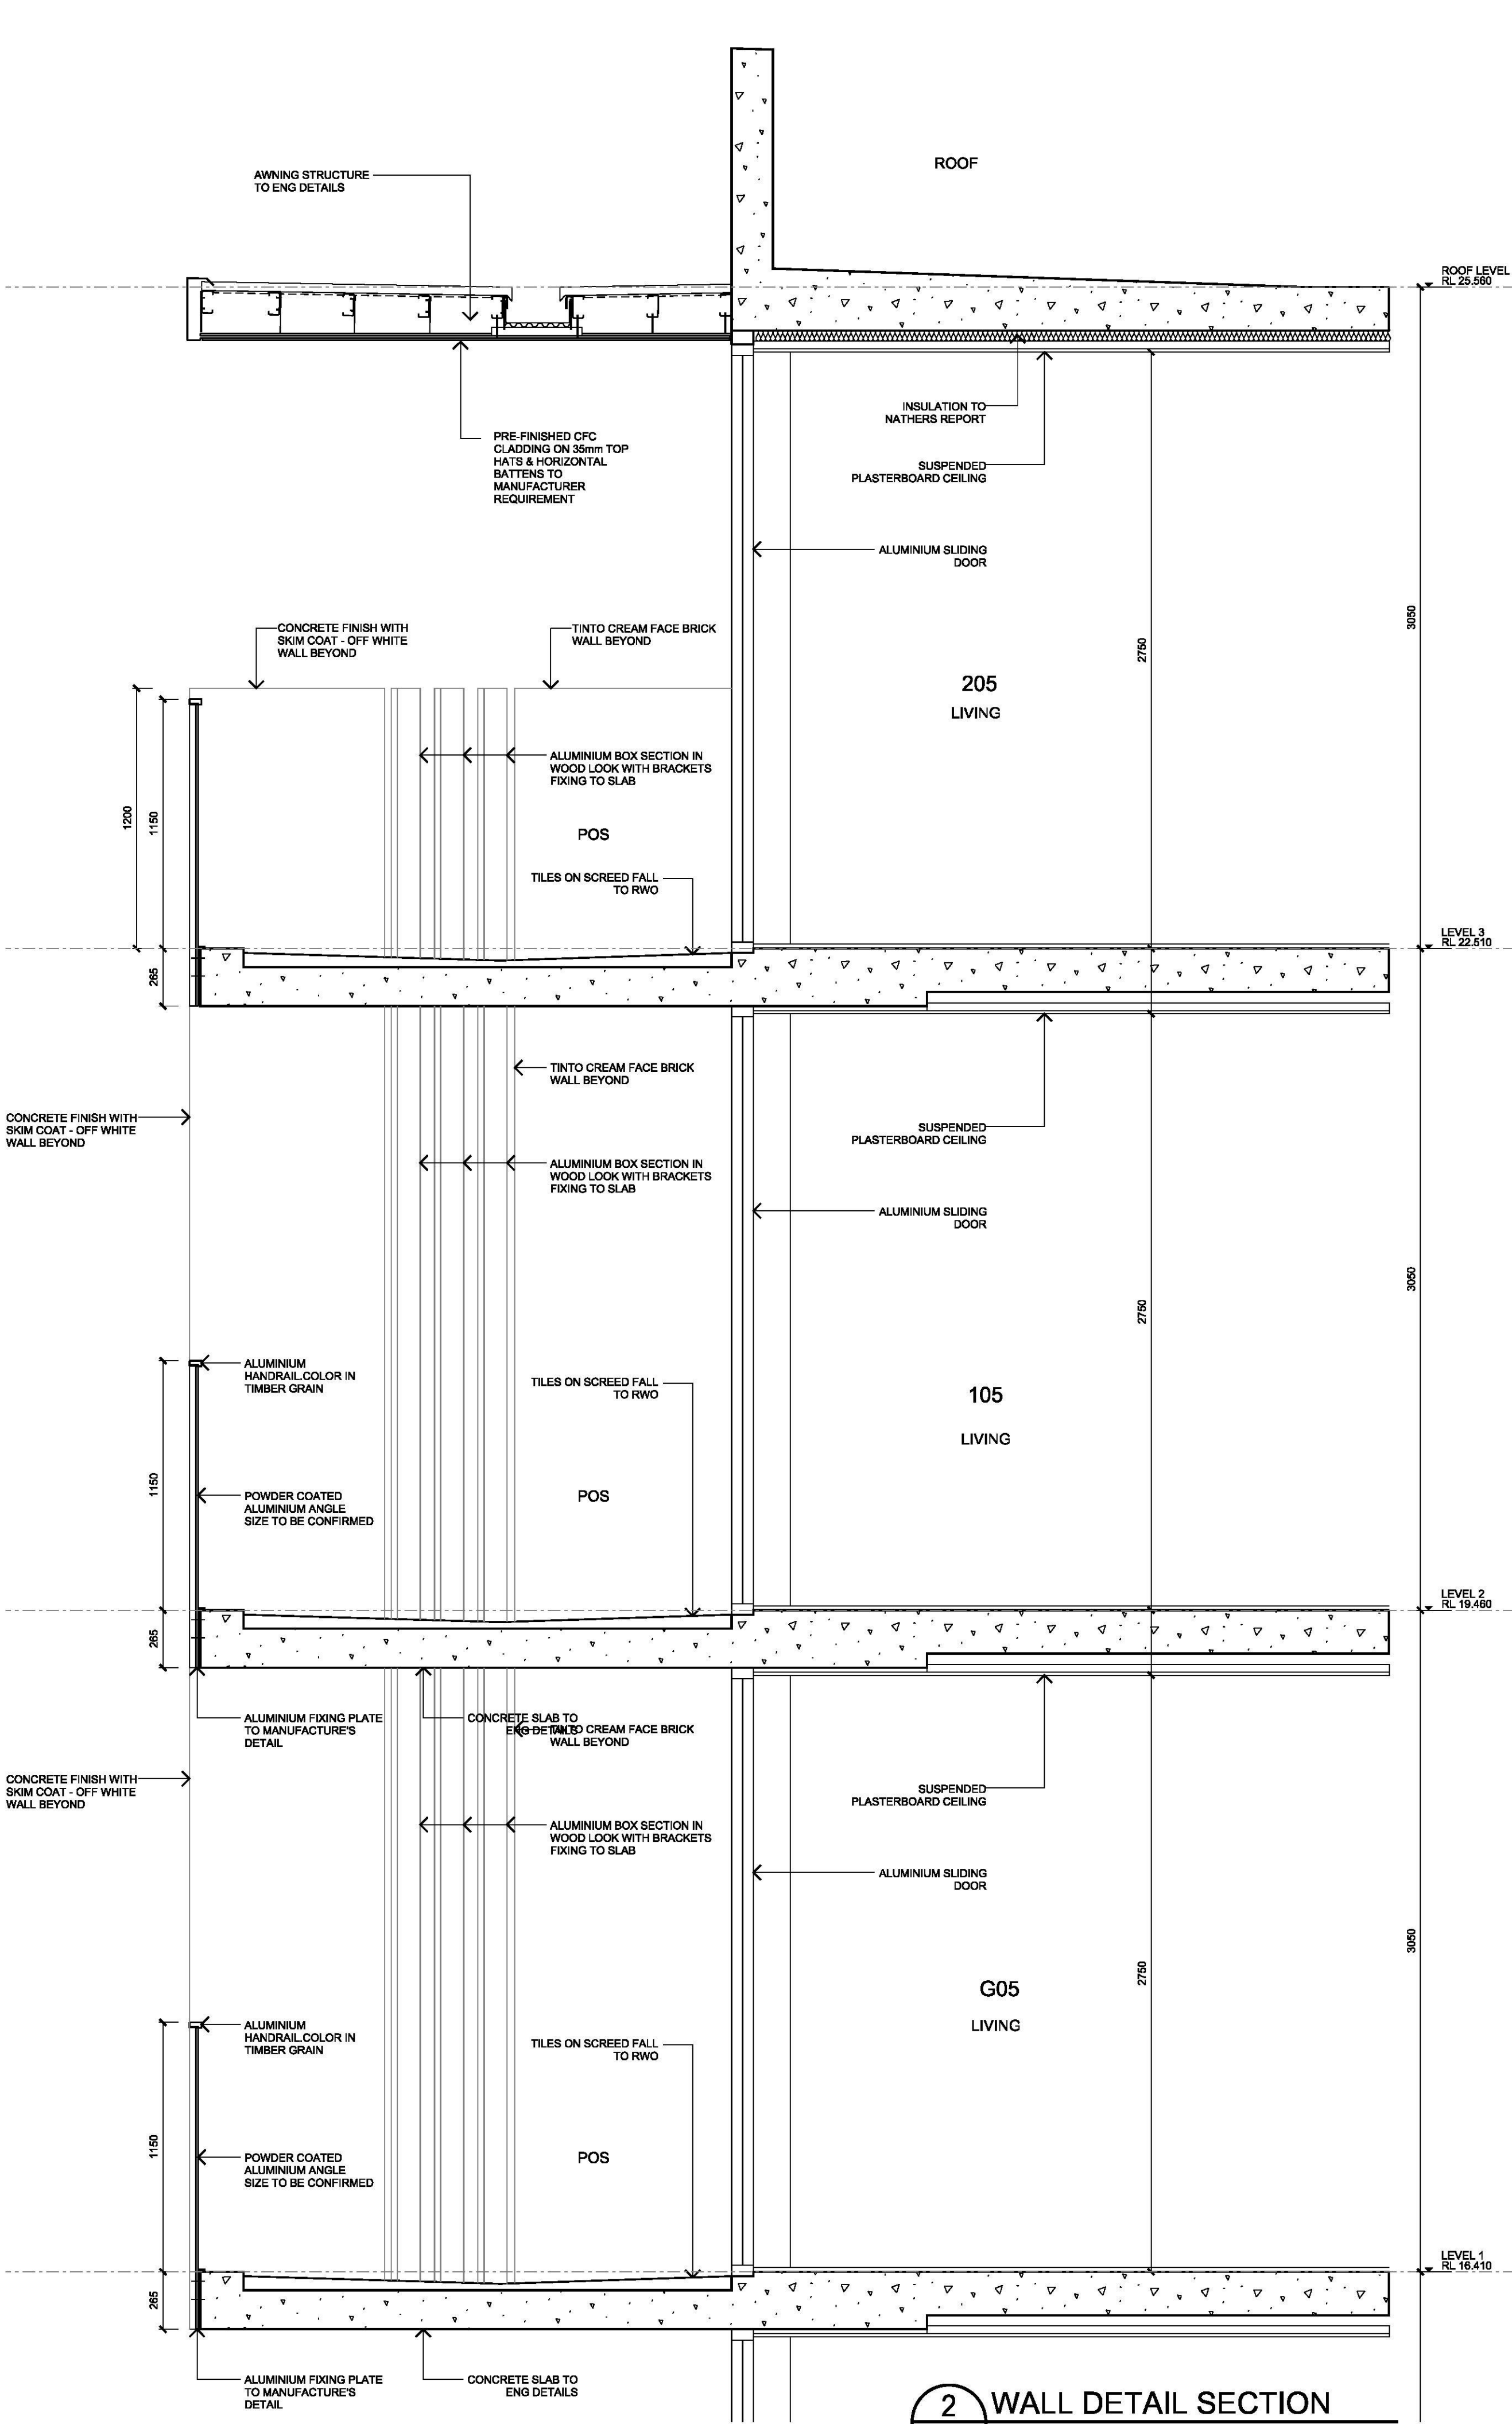 ROOF
AWNING STRUCTURE
TO ENG DETAILS
ROOF LEVEL
RL 25.560
INSULATION TO
NATHERS REPORT
PRE-FINISHED CFC
CLADDING ON 35mm TOP
HATS & HORIZONTAL
BATTENS TO
MANUFACTURER
REQUIREMENT
SUSPENDED
PLASTERBOARD CEILING
ALUMINIUM SLIDING
DOOR
CONCRETE FINISH WITH
SKIM COAT - OFF WHITE
WALL BEYOND
TINTO CREAM FACE BRICK
WALL BEYOND
3050
2750
205
LIVING
ALUMINIUM BOX SECTION IN
WOOD LOOK WITH BRACKETS
FIXING TO SLAB
1200
1150
POS
TILES ON SCREED FALL
TO RWO
LEVEL 3
RL 22.510
265
TINTO CREAM FACE BRICK
WALL BEYOND
CONCRETE FINISH WITH
SKIM COAT - OFF WHITE
WALL BEYOND
SUSPENDED
PLASTERBOARD CEILING
ALUMINIUM BOX SECTION IN
WOOD LOOK WITH BRACKETS
FIXING TO SLAB
ALUMINIUM SLIDING
DOOR
3050
2750
ALUMINIUM
HANDRAIL.COLOR IN
TIMBER GRAIN
TILES ON SCREED FALL
TO RWO
105
LIVING
1150
POWDER COATED
ALUMINIUM ANGLE
SIZE TO BE CONFIRMED
POS
LEVEL 2
RL 19.460
265
ALUMINIUM FIXING PLATE
TO MANUFACTURE'S
DETAIL
CONCRETE SLAB TO
ENG DETAILS
TINTO CREAM FACE BRICK
WALL BEYOND
CONCRETE FINISH WITH
SKIM COAT - OFF WHITE
WALL BEYOND
SUSPENDED
PLASTERBOARD CEILING
ALUMINIUM BOX SECTION IN
WOOD LOOK WITH BRACKETS
FIXING TO SLAB
ALUMINIUM SLIDING
DOOR
3050
2750
G05
LIVING
ALUMINIUM
HANDRAIL.COLOR IN
TIMBER GRAIN
TILES ON SCREED FALL
TO RWO
1150
POWDER COATED
ALUMINIUM ANGLE
SIZE TO BE CONFIRMED
POS
LEVEL 1
RL 16.410
265
ALUMINIUM FIXING PLATE
TO MANUFACTURE'S
DETAIL
CONCRETE SLAB TO
ENG DETAILS
2 WALL DETAIL SECTION